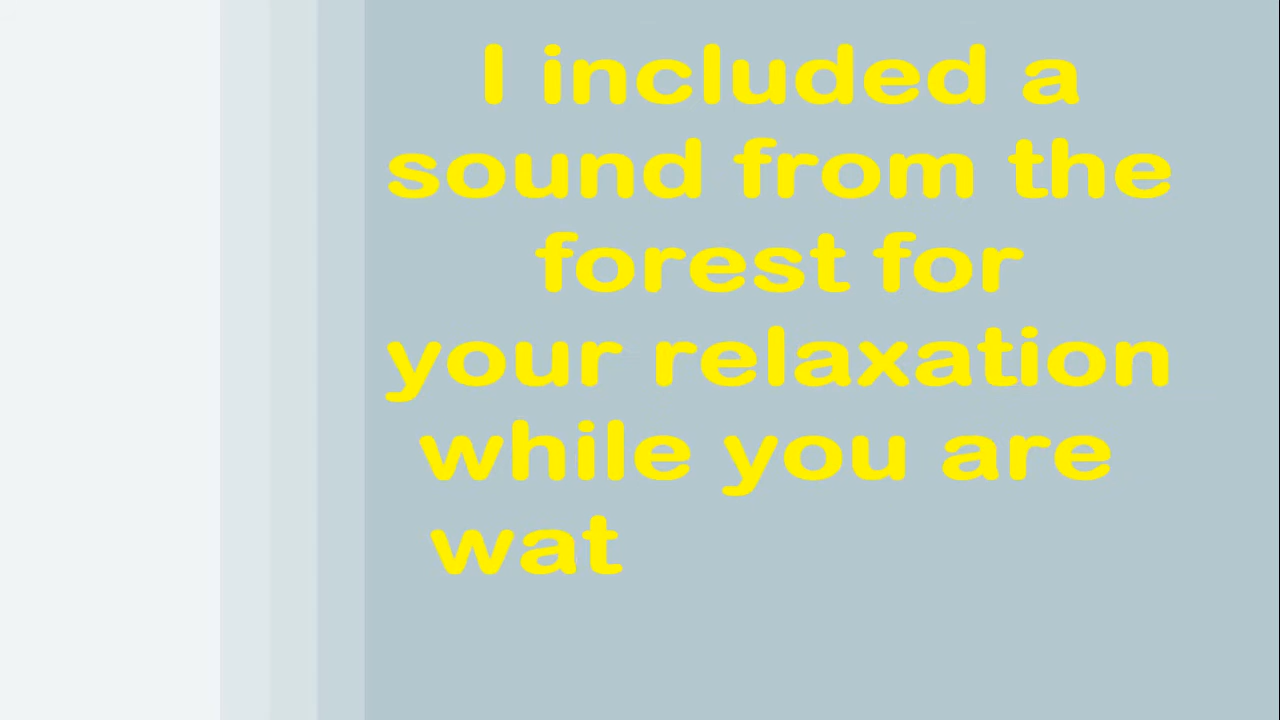 I included a
sound from the
forest for
your relaxation
while you are
wat